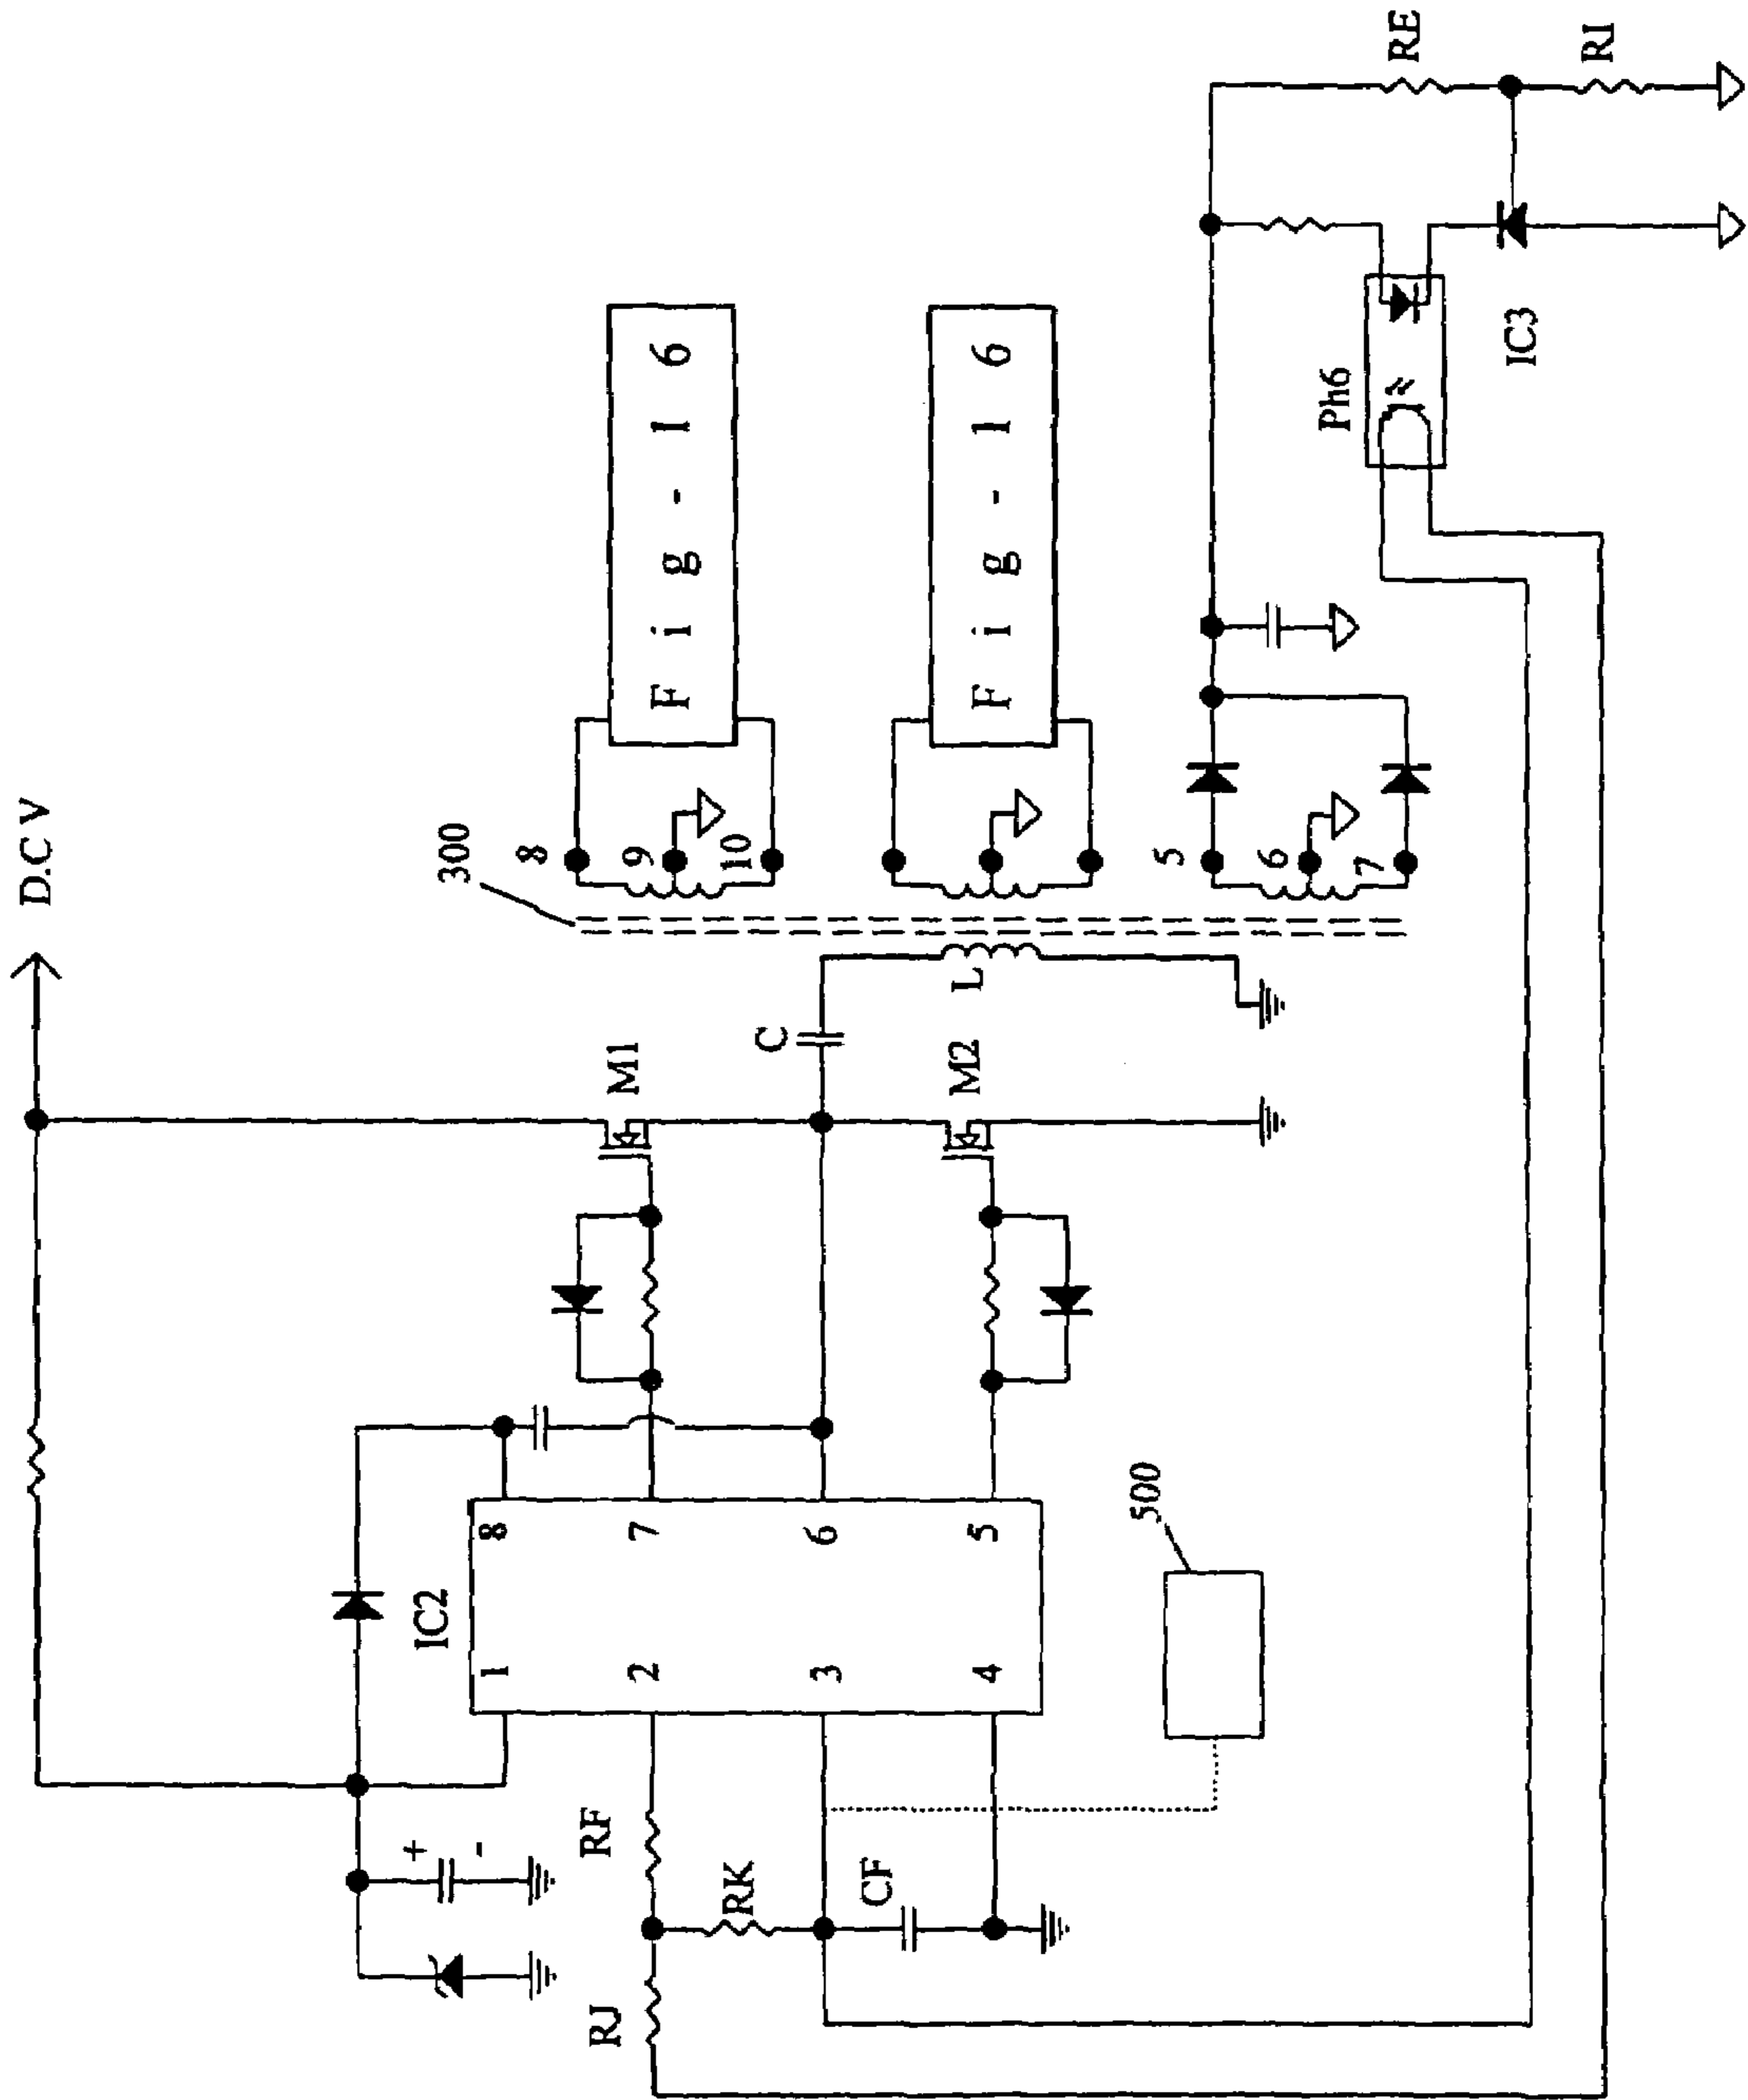 D.C V
300
8
9
10
Fig-16
Fig-16
5
6
7
L
C
M1
M2
IC2
1
2
3
4
8
7
6
5
500
+
-
RF
RK
CF
RJ
Ph6
IC3
RE
RI